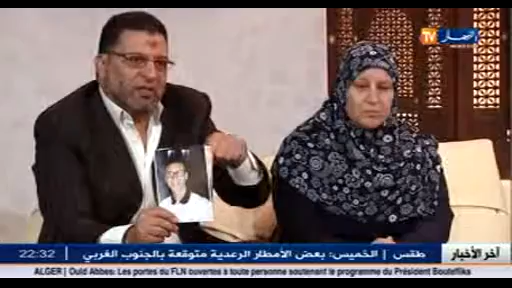 النهار TV
آخر الأخبار
طقس | الخميس: بعض الأمطار الرعدية متوقعة بالجنوب الغربي
22:32
ALGER | Ould Abbes: Les portes du FLN ouvertes à toute personne soutenant le programme du Président Bouteflika